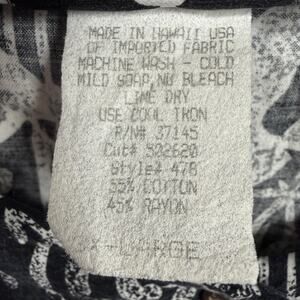 MADE IN HAWAII USA
OF IMPORTED FABRIC
MACHINE WASH - COLD
MILD SOAP, NO BLEACH
LINE DRY
USE COOL IRON
R/N# 37145
Cut# 502620
Style# 478
55% COTTON
45% RAYON
X-LARGE